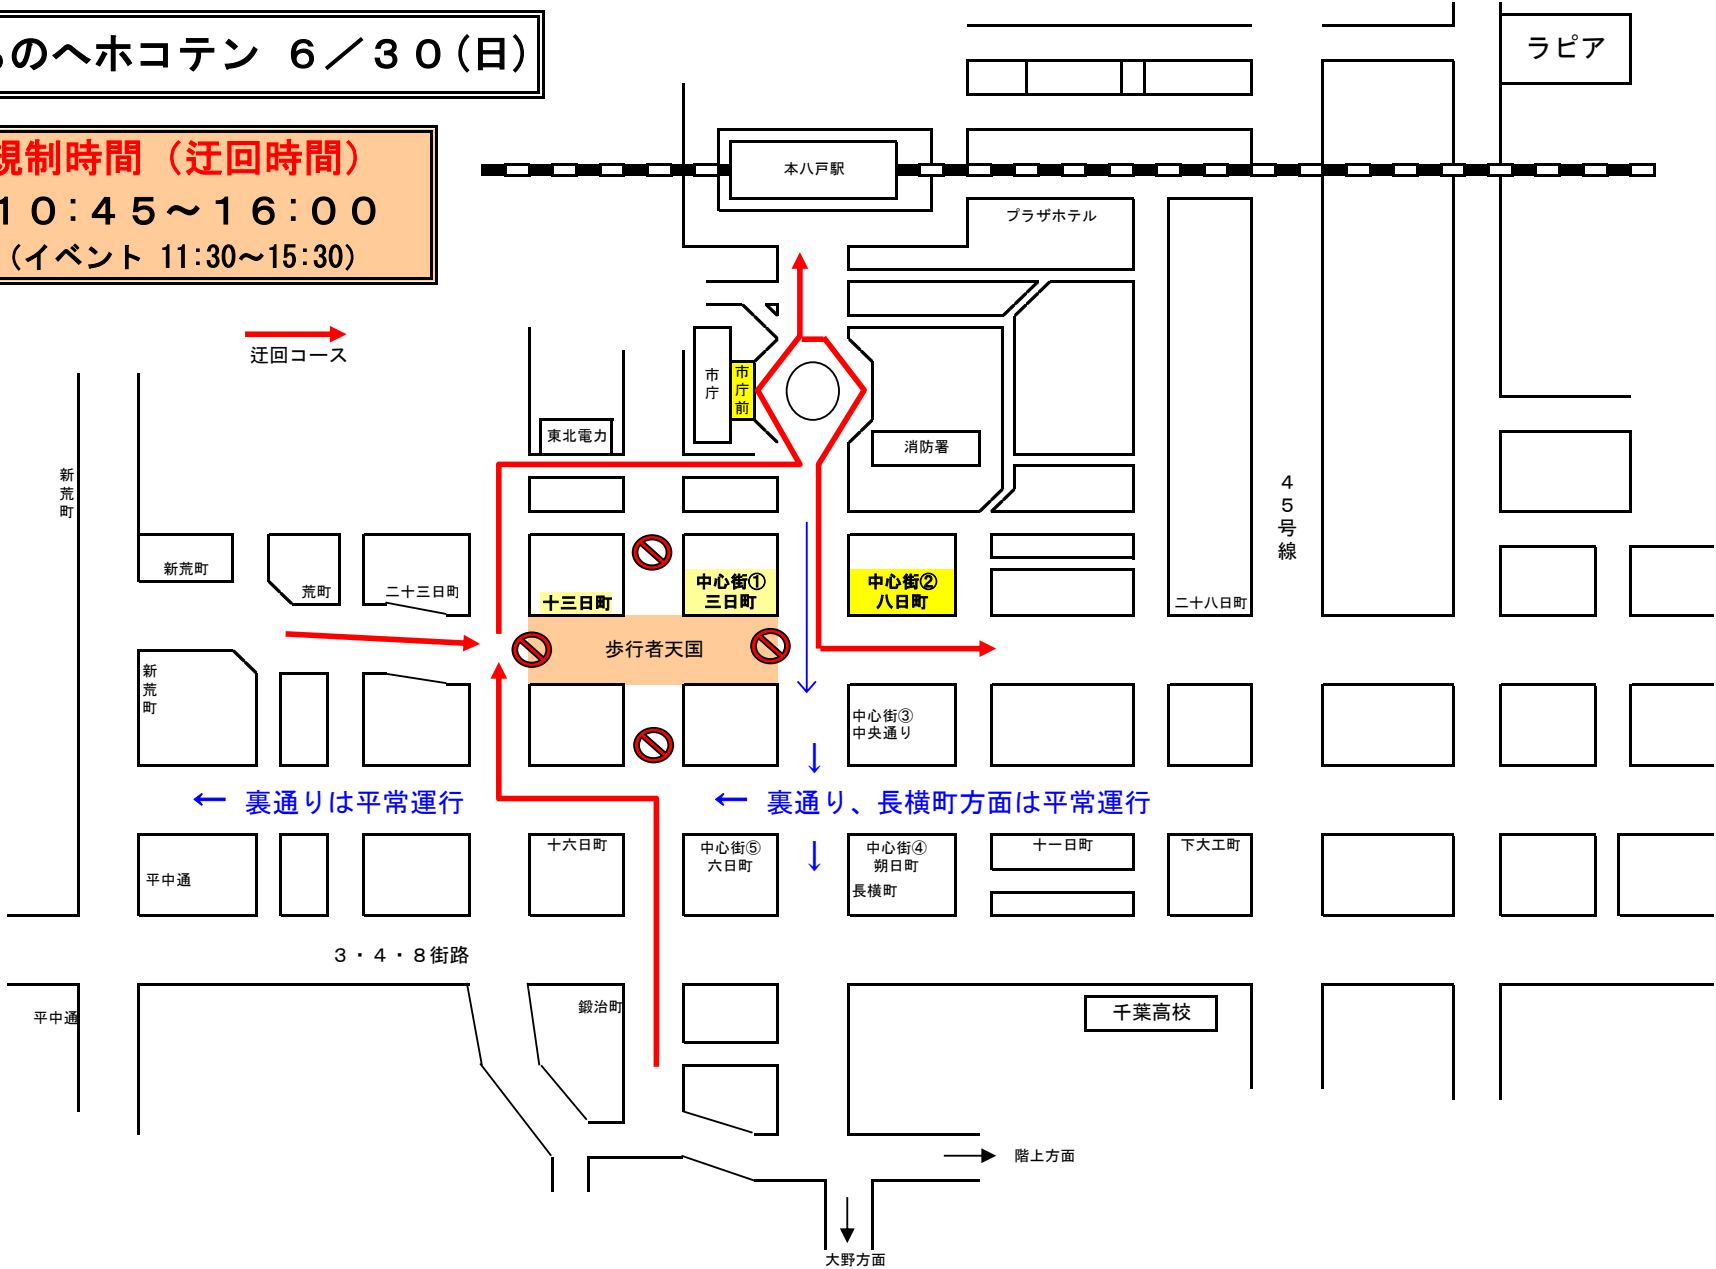 のへホコテン ６／３０(日)
ラピア
規制時間（迂回時間）
１０：４５～１６：００
（イベント 11:30～15:30）
本八戸駅
プラザホテル
迂回コース
市庁
市庁前
東北電力
消防署
新荒町
４５号線
新荒町
荒町
二十三日町
十三日町
中心街①
三日町
中心街②
八日町
二十八日町
歩行者天国
新荒町
中心街③
中央通り
← 裏通りは平常運行
← 裏通り、長横町方面は平常運行
平中通
十六日町
中心街⑤
六日町
中心街④
朔日町
長横町
十一日町
下大工町
３・４・８街路
平中通
鍛治町
千葉高校
階上方面
大野方面